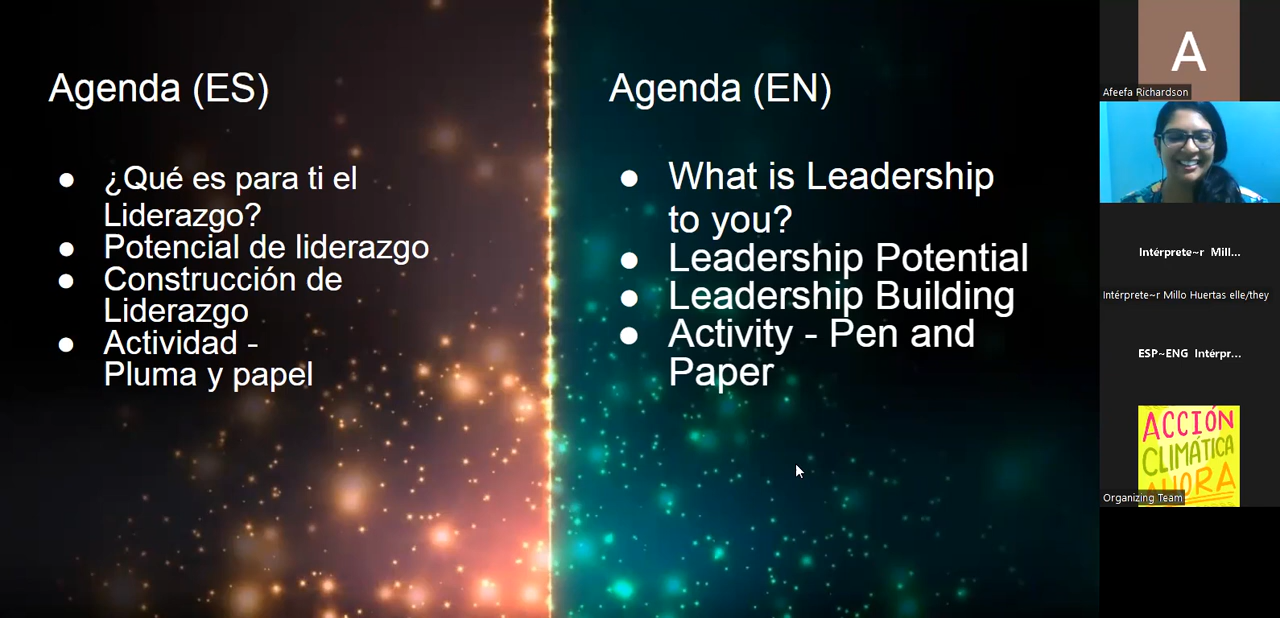 Agenda (ES)
¿Qué es para ti el
Liderazgo?
Potencial de liderazgo
Construcción de
Liderazgo
Actividad -
Pluma y papel
Agenda (EN)
What is Leadership
to you?
Leadership Potential
Leadership Building
Activity - Pen and
Paper
A
Afeefa Richardson
Intérprete~r Mill...
Intérprete~r Millo Huertas elle/they
ESP~ENG Intérpr...
ACCIÓN
CLIMÁTICA
AHORA
Organizing Team